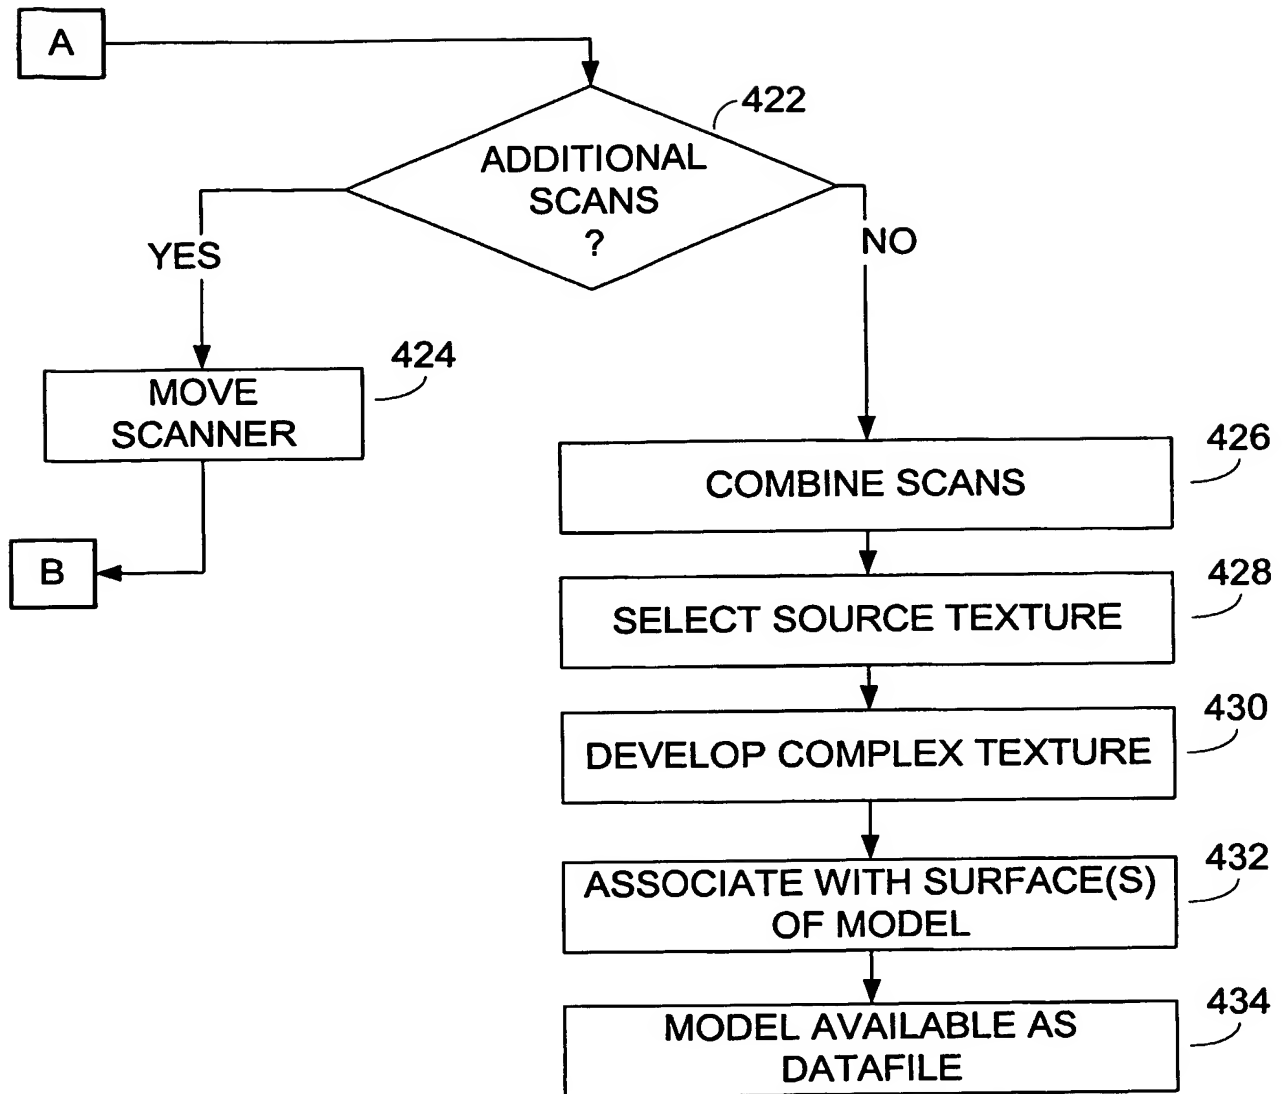 A
422
ADDITIONAL
SCANS
?
YES
NO
424
MOVE
SCANNER
B
426
COMBINE SCANS
428
SELECT SOURCE TEXTURE
430
DEVELOP COMPLEX TEXTURE
432
ASSOCIATE WITH SURFACE(S)
OF MODEL
434
MODEL AVAILABLE AS
DATAFILE